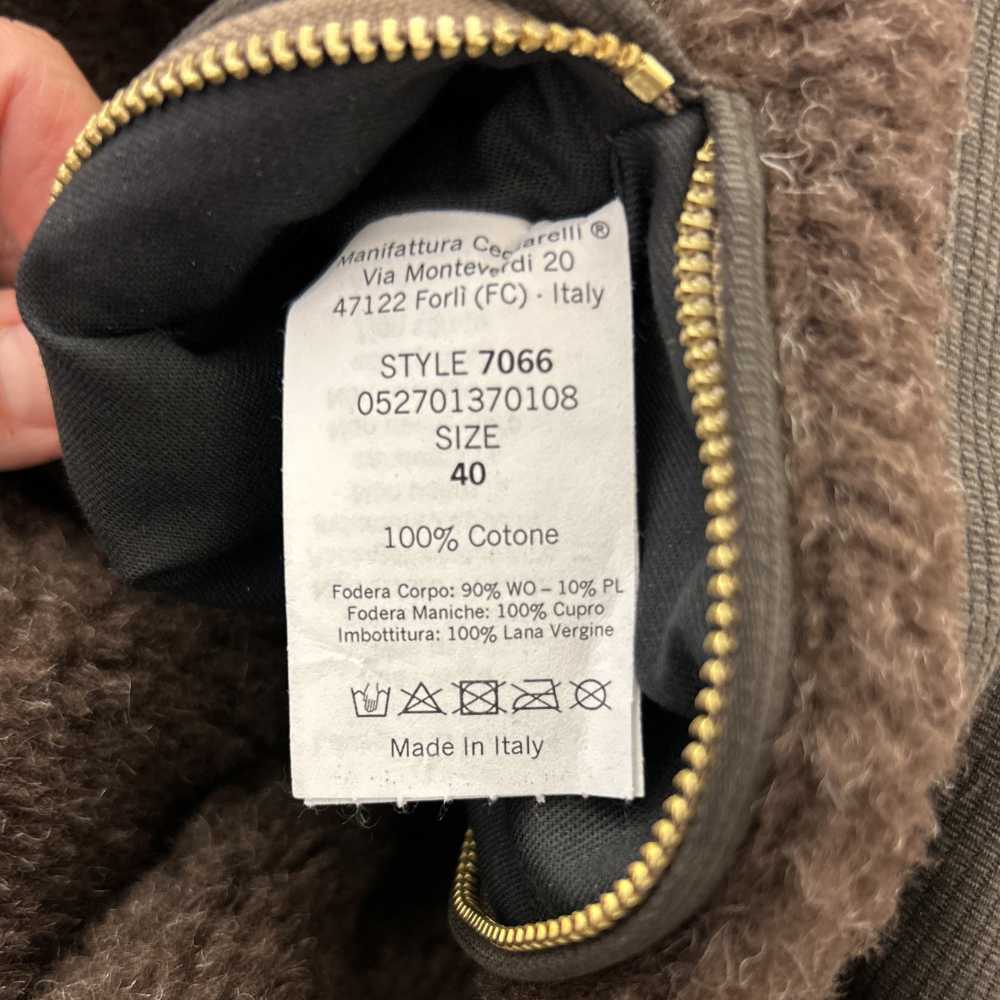 Manifattura Ceccarelli ®
Via Monteverdi 20
47122 Forlì (FC) · Italy
STYLE 7066
052701370108
SIZE
40
100% Cotone
Fodera Corpo: 90% WO – 10% PL
Fodera Maniche: 100% Cupro
Imbottitura: 100% Lana Vergine
Made In Italy